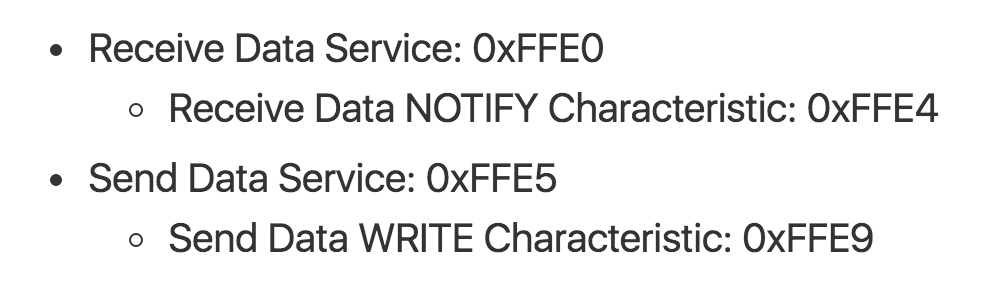 • Receive Data Service: 0xFFE0
◦ Receive Data NOTIFY Characteristic: 0xFFE4
• Send Data Service: 0xFFE5
◦ Send Data WRITE Characteristic: 0xFFE9